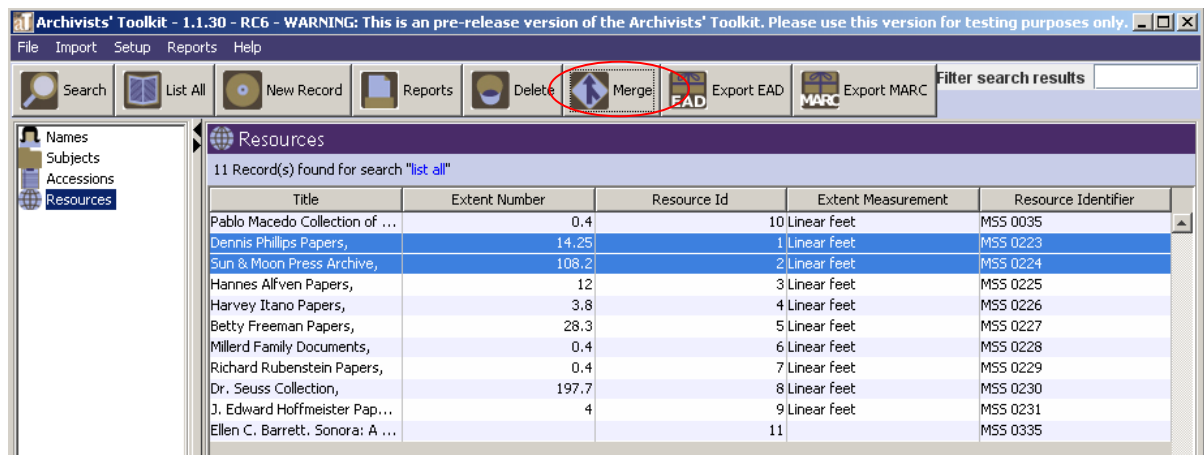 Archivists' Toolkit - 1.1.30 - RC6 - WARNING: This is an pre-release version of the Archivists' Toolkit. Please use this version for testing purposes only.
File Import Setup Reports Help
Search List All New Record Reports Delete Merge EAD Export EAD MARC Export MARC Filter search results
Names
Subjects
Accessions
Resources
Resources
11 Record(s) found for search "list all"
Title Extent Number Resource Id Extent Measurement Resource Identifier
Pablo Macedo Collection of ... 0.4 10 Linear feet MSS 0035
Dennis Phillips Papers, 14.25 1 Linear feet MSS 0223
Sun & Moon Press Archive, 108.2 2 Linear feet MSS 0224
Hannes Alfven Papers, 12 3 Linear feet MSS 0225
Harvey Itano Papers, 3.8 4 Linear feet MSS 0226
Betty Freeman Papers, 28.3 5 Linear feet MSS 0227
Millerd Family Documents, 0.4 6 Linear feet MSS 0228
Richard Rubenstein Papers, 0.4 7 Linear feet MSS 0229
Dr. Seuss Collection, 197.7 8 Linear feet MSS 0230
J. Edward Hoffmeister Pap... 4 9 Linear feet MSS 0231
Ellen C. Barrett. Sonora: A ... 11 MSS 0335